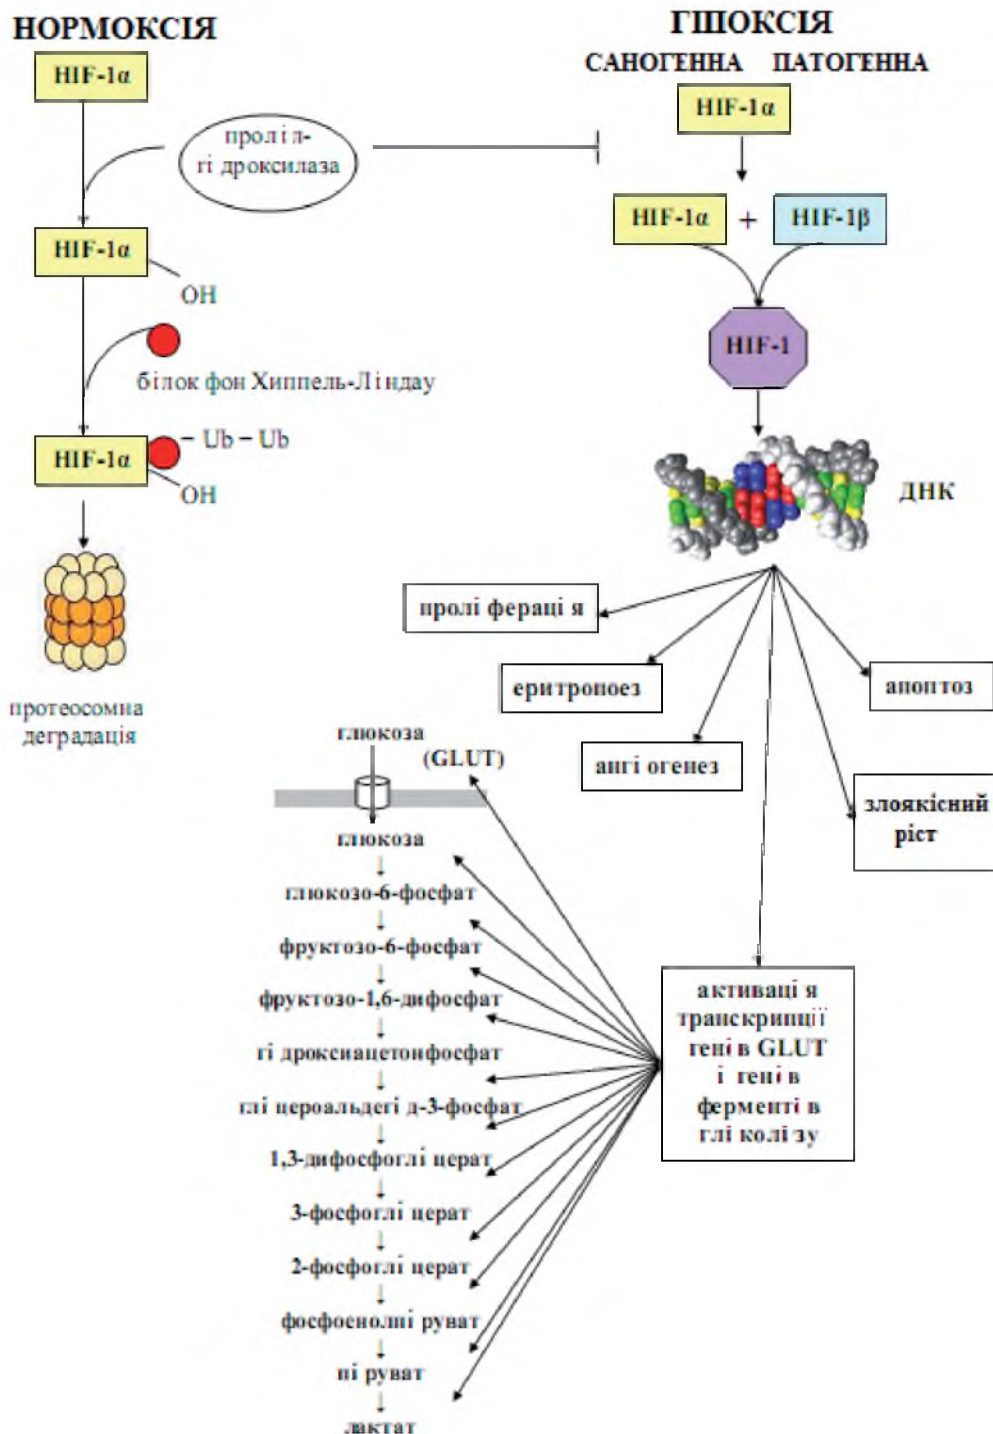 НОРМОКСІЯ
HIF-1α
проліл-
гідроксилаза
HIF-1α
OH
білок фон Хиппель-Ліндау
HIF-1α
– Ub – Ub
OH
протеосомна
деградація
ГІПОКСІЯ
САНОГЕННА ПАТОГЕННА
HIF-1α
HIF-1α + HIF-1β
HIF-1
ДНК
проліферація
еритропоез
ангіогенез
апоптоз
злоякісний
ріст
активація
транскрипції
генів GLUT
і генів
ферментів
гліколізу
глюкоза
(GLUT)
глюкоза
глюкозо-6-фосфат
фруктозо-6-фосфат
фруктозо-1,6-дифосфат
гідроксиацетонфосфат
гліцероальдегід-3-фосфат
1,3-дифосфогліцерат
3-фосфогліцерат
2-фосфогліцерат
фосфоенолпіруват
піруват
лактат